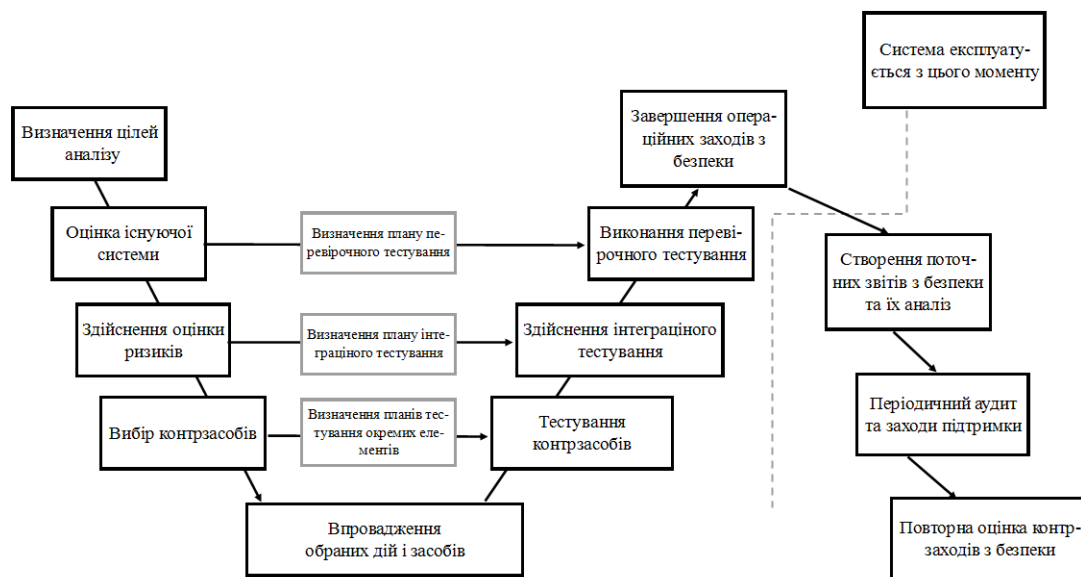 Система експлуату-
ється з цього моменту
Завершення опера-
ційних заходів з
безпеки
Визначення цілей
аналізу
Оцінка існуючої
системи
Визначення плану пе-
ревірочного тестування
Виконання переві-
рочного тестування
Створення поточ-
них звітів з безпеки
та їх аналіз
Здійснення оцінки
ризиків
Визначення плану інте-
граціного тестування
Здійснення інтеграціного
тестування
Періодичний аудит
та заходи підтримки
Вибір контрзасобів
Визначення планів тес-
тування окремих еле-
ментів
Тестування
контрзасобів
Впровадження
обраних дій і засобів
Повторна оцінка контр-
заходів з безпеки